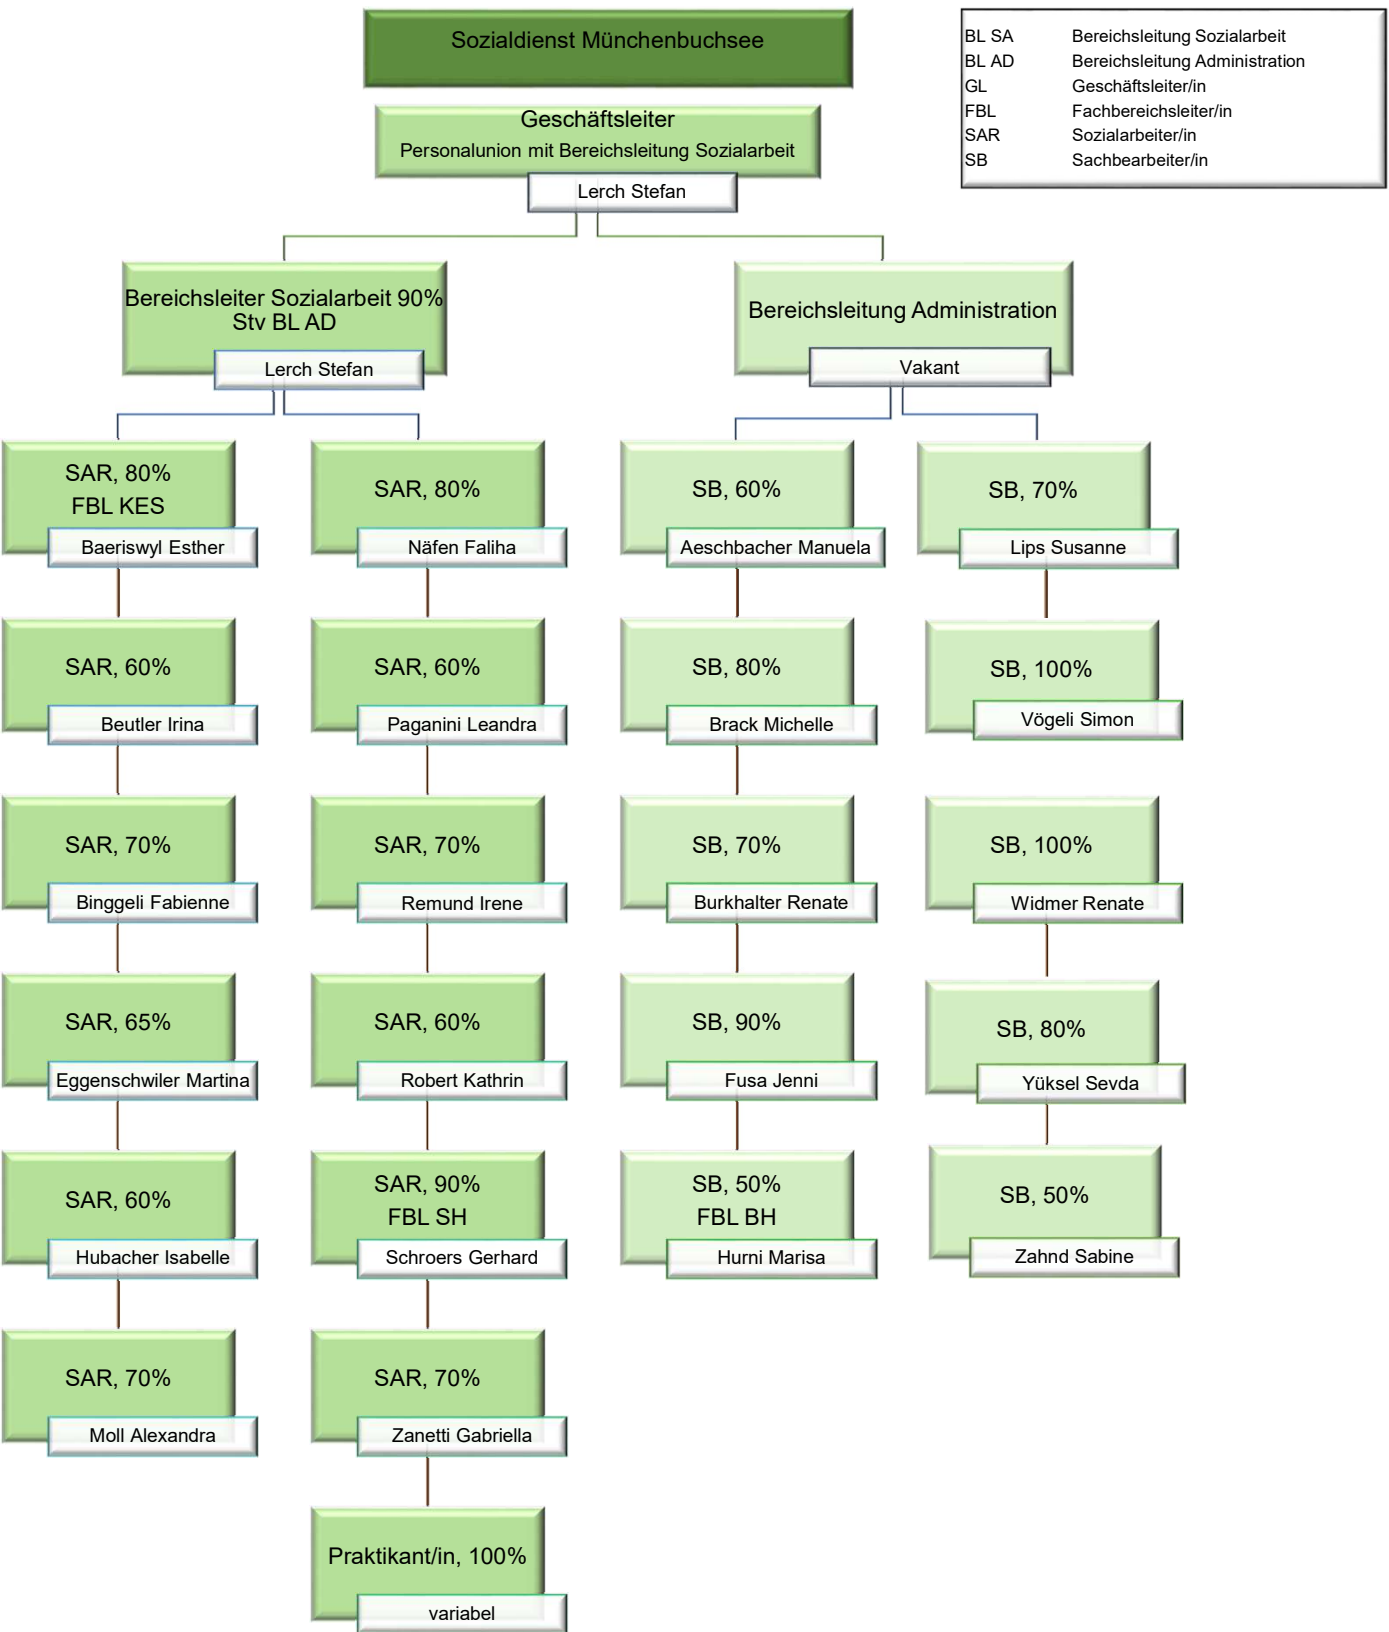 Sozialdienst Münchenbuchsee
BL SA Bereichsleitung Sozialarbeit
BL AD Bereichsleitung Administration
GL Geschäftsleiter/in
FBL Fachbereichsleiter/in
SAR Sozialarbeiter/in
SB Sachbearbeiter/in
Geschäftsleiter
Personalunion mit Bereichsleitung Sozialarbeit
Lerch Stefan
Bereichsleiter Sozialarbeit 90%
Stv BL AD
Lerch Stefan
Bereichsleitung Administration
Vakant
SAR, 80%
FBL KES
Baeriswyl Esther
SAR, 60%
Beutler Irina
SAR, 70%
Binggeli Fabienne
SAR, 65%
Eggenschwiler Martina
SAR, 60%
Hubacher Isabelle
SAR, 70%
Moll Alexandra
SAR, 80%
Näfen Faliha
SAR, 60%
Paganini Leandra
SAR, 70%
Remund Irene
SAR, 60%
Robert Kathrin
SAR, 90%
FBL SH
Schroers Gerhard
SAR, 70%
Zanetti Gabriella
Praktikant/in, 100%
variabel
SB, 60%
Aeschbacher Manuela
SB, 80%
Brack Michelle
SB, 70%
Burkhalter Renate
SB, 90%
Fusa Jenni
SB, 50%
FBL BH
Hurni Marisa
SB, 70%
Lips Susanne
SB, 100%
Vögeli Simon
SB, 100%
Widmer Renate
SB, 80%
Yüksel Sevda
SB, 50%
Zahnd Sabine